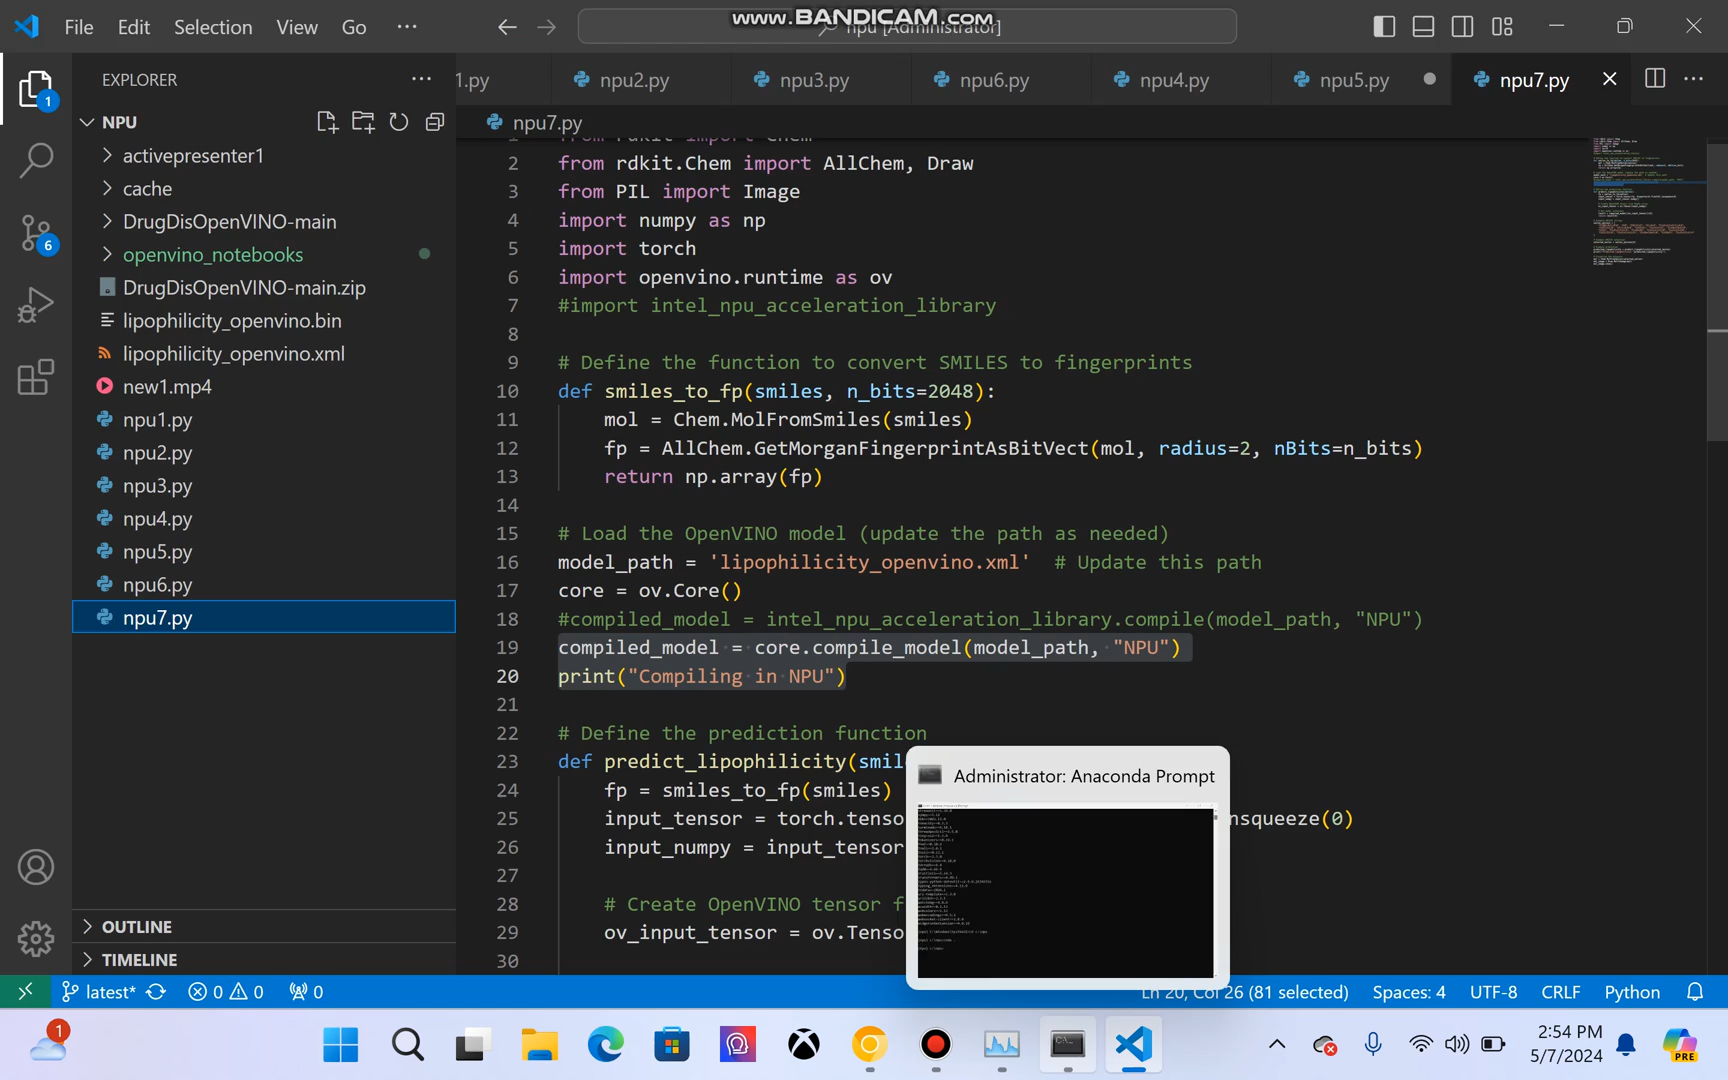 File Edit Selection View Go ···
www.BANDICAM.com
npu [Administrator]
EXPLORER
1.py npu2.py npu3.py npu6.py npu4.py npu5.py npu7.py
1
NPU
npu7.py
activepresenter1
cache
DrugDisOpenVINO-main
6
openvino_notebooks
DrugDisOpenVINO-main.zip
lipophilicity_openvino.bin
lipophilicity_openvino.xml
new1.mp4
npu1.py
npu2.py
npu3.py
npu4.py
npu5.py
npu6.py
npu7.py
OUTLINE
TIMELINE
1 from rdkit import Chem
2 from rdkit.Chem import AllChem, Draw
3 from PIL import Image
4 import numpy as np
5 import torch
6 import openvino.runtime as ov
7 #import intel_npu_acceleration_library
8
9 # Define the function to convert SMILES to fingerprints
10 def smiles_to_fp(smiles, n_bits=2048):
11 mol = Chem.MolFromSmiles(smiles)
12 fp = AllChem.GetMorganFingerprintAsBitVect(mol, radius=2, nBits=n_bits)
13 return np.array(fp)
14
15 # Load the OpenVINO model (update the path as needed)
16 model_path = 'lipophilicity_openvino.xml' # Update this path
17 core = ov.Core()
18 #compiled_model = intel_npu_acceleration_library.compile(model_path, "NPU")
19 compiled_model = core.compile_model(model_path, "NPU")
20 print("Compiling in NPU")
21
22 # Define the prediction function
23 def predict_lipophilicity(smil
24 fp = smiles_to_fp(smiles)
25 input_tensor = torch.tenso nsqueeze(0)
26 input_numpy = input_tensor
27
28 # Create OpenVINO tensor f
29 ov_input_tensor = ov.Tenso
30
Administrator: Anaconda Prompt
latest* 0 0 0
Ln 20, Col 26 (81 selected) Spaces: 4 UTF-8 CRLF Python
1
2:54 PM
5/7/2024
PRE